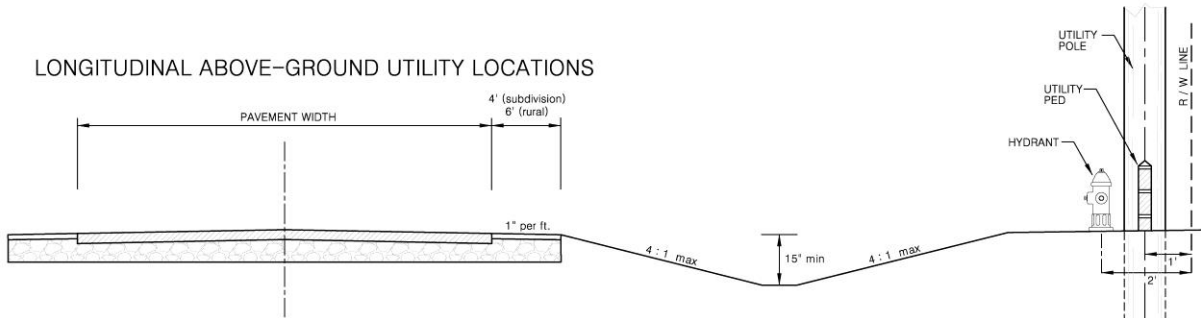 LONGITUDINAL ABOVE-GROUND UTILITY LOCATIONS
4' (subdivision)
6' (rural)
PAVEMENT WIDTH
1" per ft.
4 : 1 max
15" min
4 : 1 max
HYDRANT
UTILITY
POLE
UTILITY
PED
R / W LINE
1'
2'